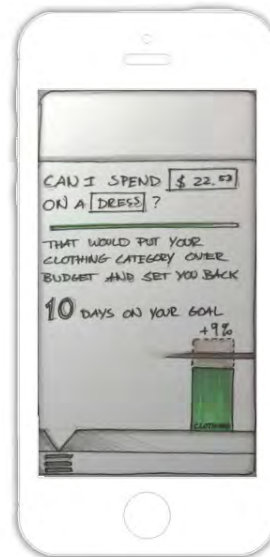 CAN I SPEND $ 22.50
ON A DRESS ?
THAT WOULD PUT YOUR
CLOTHING CATEGORY OVER
BUDGET AND SET YOU BACK
10 DAYS ON YOUR GOAL
+9%
CLOTHING